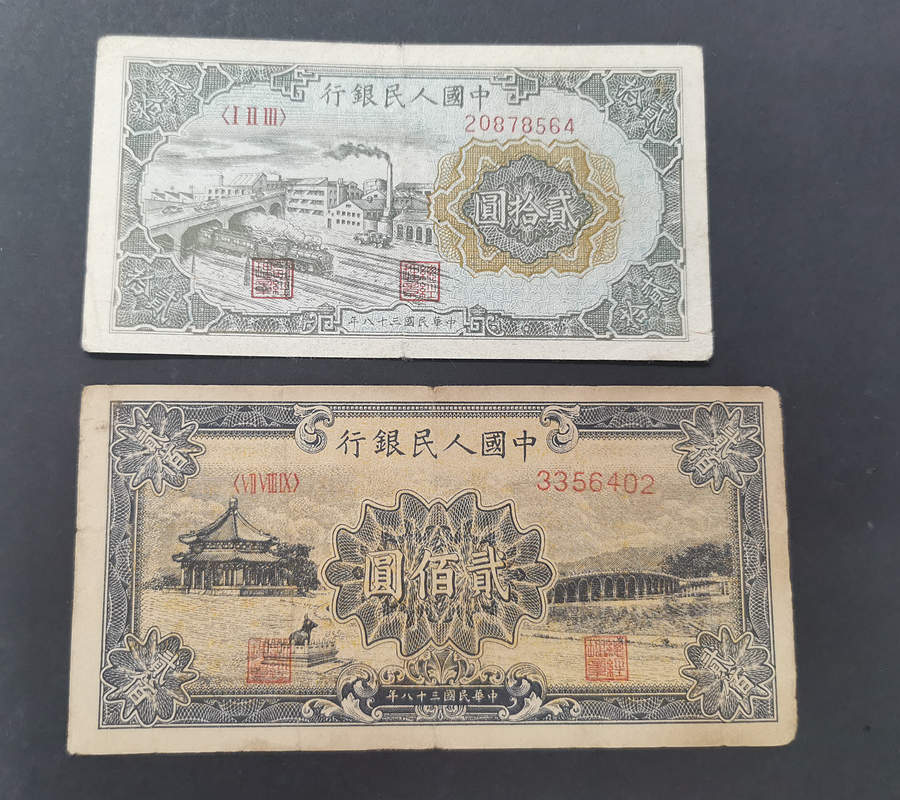 中國人民銀行
〈I II III〉
20878564
貳拾圓
中華民國三十八年
中國人民銀行
〈VII VIII IX〉
3356402
貳佰圓
中華民國三十八年